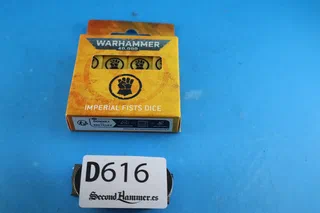 WARHAMMER
40,000
IMPERIAL FISTS DICE
D616
SecondHammer.es